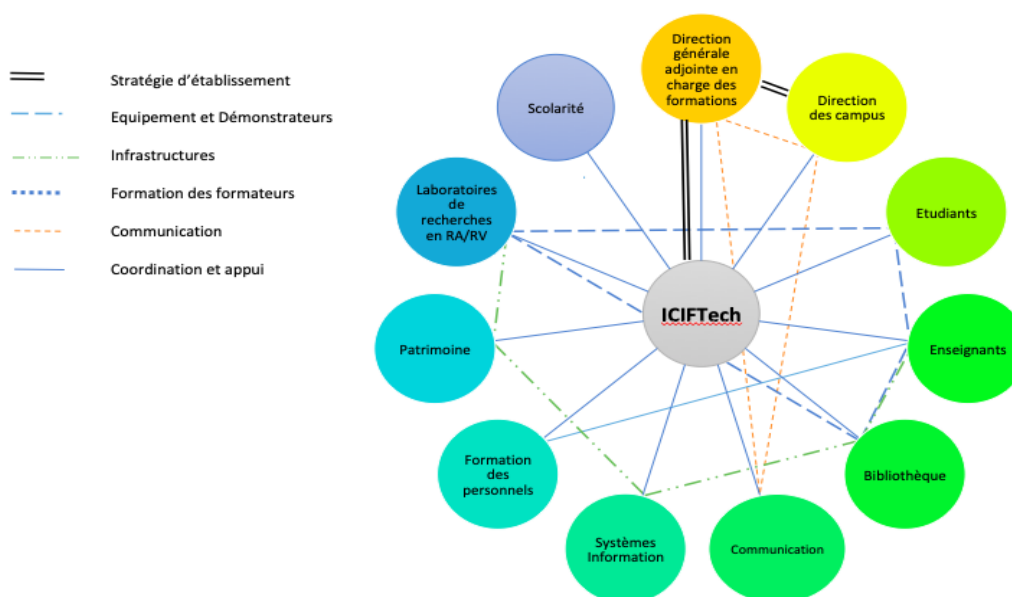 Stratégie d'établissement
Equipement et Démonstrateurs
Infrastructures
Formation des formateurs
Communication
Coordination et appui
Direction
générale
adjointe en
charge des
formations
Direction
des campus
Scolarité
Etudiants
Laboratoires
de
recherches
en RA/RV
ICIFTech
Patrimoine
Enseignants
Formation
des
personnels
Bibliothèque
Systèmes
Information
Communication